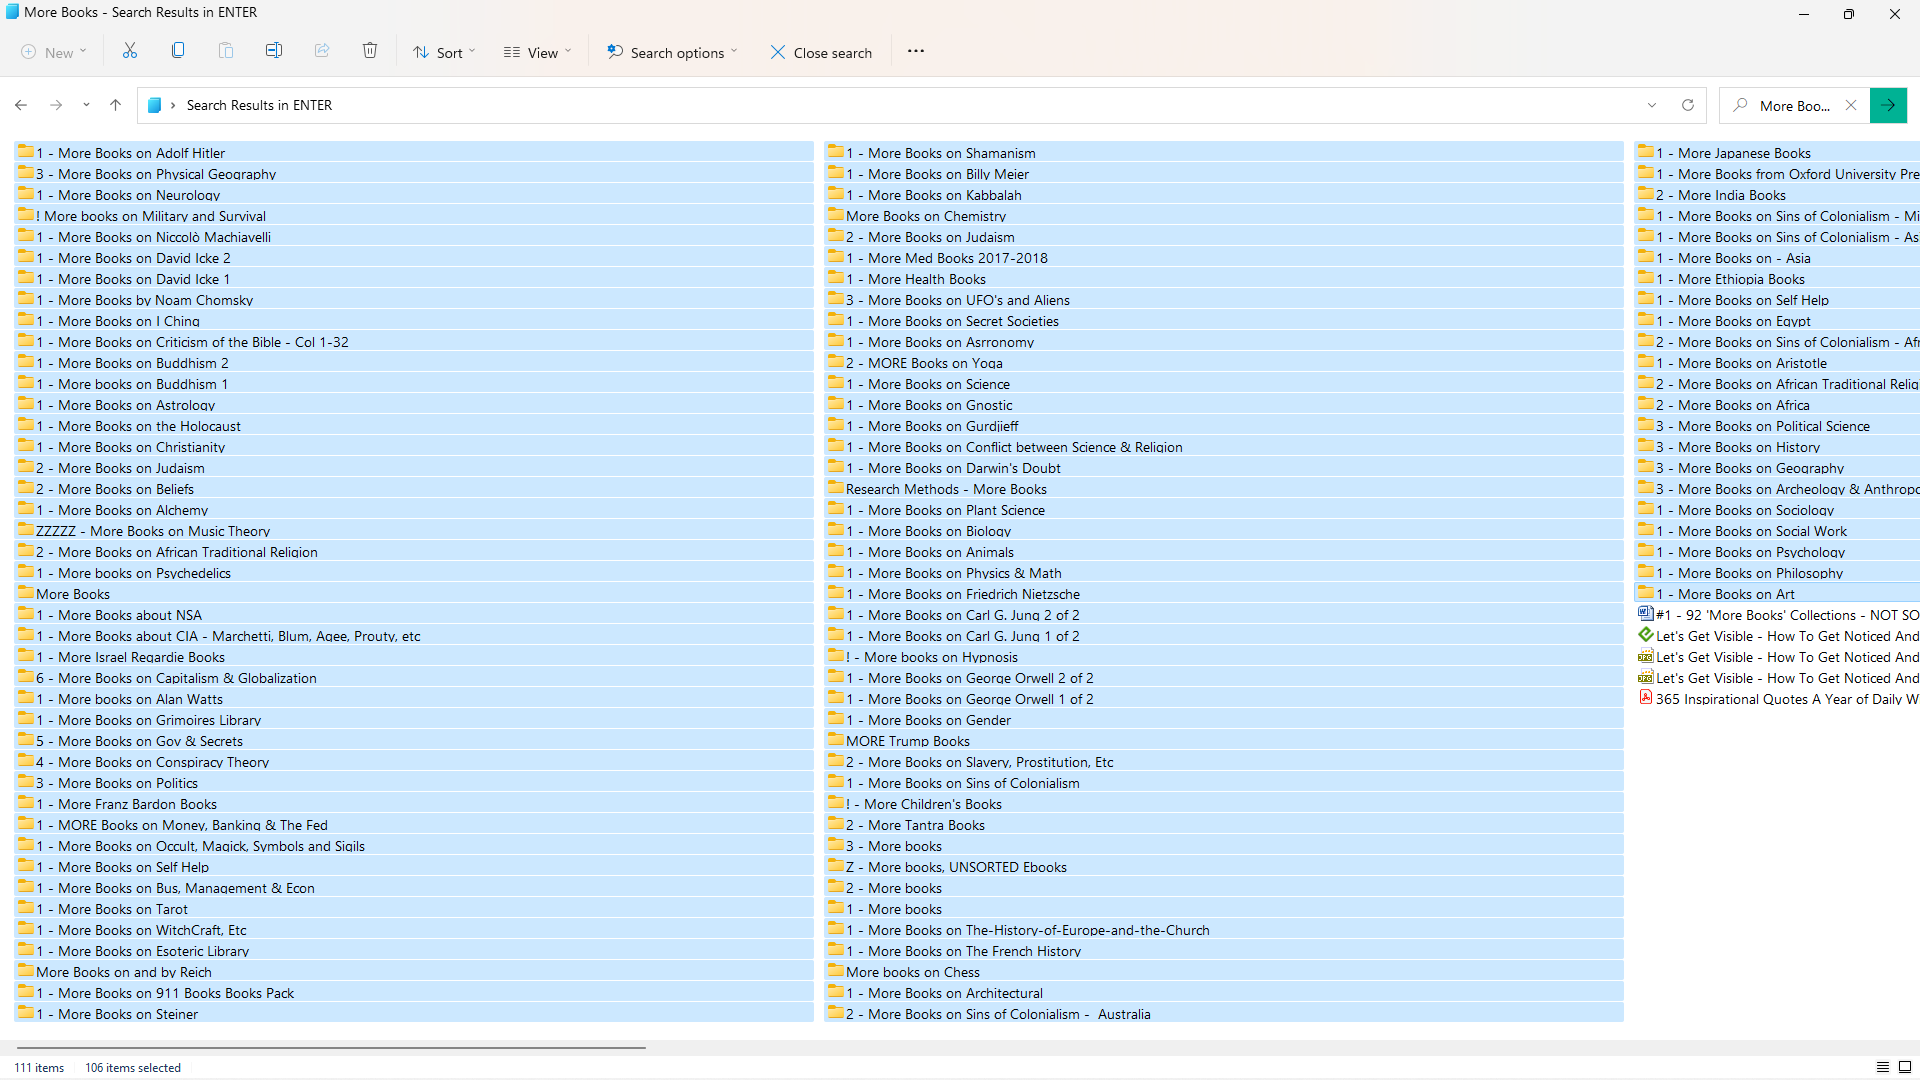 More Books - Search Results in ENTER
New
Sort
View
Search options
Close search
Search Results in ENTER
More Boo...
1 - More Books on Adolf Hitler
3 - More Books on Physical Geography
1 - More Books on Neurology
! More books on Military and Survival
1 - More Books on Niccolò Machiavelli
1 - More Books on David Icke 2
1 - More Books on David Icke 1
1 - More Books by Noam Chomsky
1 - More Books on I Ching
1 - More Books on Criticism of the Bible - Col 1-32
1 - More Books on Buddhism 2
1 - More books on Buddhism 1
1 - More Books on Astrology
1 - More Books on the Holocaust
1 - More Books on Christianity
2 - More Books on Judaism
2 - More Books on Beliefs
1 - More Books on Alchemy
ZZZZZ - More Books on Music Theory
2 - More Books on African Traditional Religion
1 - More books on Psychedelics
More Books
1 - More Books about NSA
1 - More Books about CIA - Marchetti, Blum, Agee, Prouty, etc
1 - More Israel Regardie Books
6 - More Books on Capitalism & Globalization
1 - More books on Alan Watts
1 - More Books on Grimoires Library
5 - More Books on Gov & Secrets
4 - More Books on Conspiracy Theory
3 - More Books on Politics
1 - More Franz Bardon Books
1 - MORE Books on Money, Banking & The Fed
1 - More Books on Occult, Magick, Symbols and Sigils
1 - More Books on Self Help
1 - More Books on Bus, Management & Econ
1 - More Books on Tarot
1 - More Books on WitchCraft, Etc
1 - More Books on Esoteric Library
More Books on and by Reich
1 - More Books on 911 Books Books Pack
1 - More Books on Steiner
1 - More Books on Shamanism
1 - More Books on Billy Meier
1 - More Books on Kabbalah
More Books on Chemistry
2 - More Books on Judaism
1 - More Med Books 2017-2018
1 - More Health Books
3 - More Books on UFO's and Aliens
1 - More Books on Secret Societies
1 - More Books on Asrronomy
2 - MORE Books on Yoga
1 - More Books on Science
1 - More Books on Gnostic
1 - More Books on Gurdjieff
1 - More Books on Conflict between Science & Religion
1 - More Books on Darwin's Doubt
Research Methods - More Books
1 - More Books on Plant Science
1 - More Books on Biology
1 - More Books on Animals
1 - More Books on Physics & Math
1 - More Books on Friedrich Nietzsche
1 - More Books on Carl G. Jung 2 of 2
1 - More Books on Carl G. Jung 1 of 2
! - More books on Hypnosis
1 - More Books on George Orwell 2 of 2
1 - More Books on George Orwell 1 of 2
1 - More Books on Gender
MORE Trump Books
2 - More Books on Slavery, Prostitution, Etc
1 - More Books on Sins of Colonialism
! - More Children's Books
2 - More Tantra Books
3 - More books
Z - More books, UNSORTED Ebooks
2 - More books
1 - More books
1 - More Books on The-History-of-Europe-and-the-Church
1 - More Books on The French History
More books on Chess
1 - More Books on Architectural
2 - More Books on Sins of Colonialism -  Australia
1 - More Japanese Books
1 - More Books from Oxford University Pre
2 - More India Books
1 - More Books on Sins of Colonialism - Mi
1 - More Books on Sins of Colonialism - As
1 - More Books on - Asia
1 - More Ethiopia Books
1 - More Books on Self Help
1 - More Books on Egypt
2 - More Books on Sins of Colonialism - Afr
1 - More Books on Aristotle
2 - More Books on African Traditional Relig
2 - More Books on Africa
3 - More Books on Political Science
3 - More Books on History
3 - More Books on Geography
3 - More Books on Archeology & Anthropo
1 - More Books on Sociology
1 - More Books on Social Work
1 - More Books on Psychology
1 - More Books on Philosophy
1 - More Books on Art
#1 - 92 'More Books' Collections - NOT SO
Let's Get Visible - How To Get Noticed And
Let's Get Visible - How To Get Noticed And
Let's Get Visible - How To Get Noticed And
365 Inspirational Quotes A Year of Daily W
111 items
106 items selected